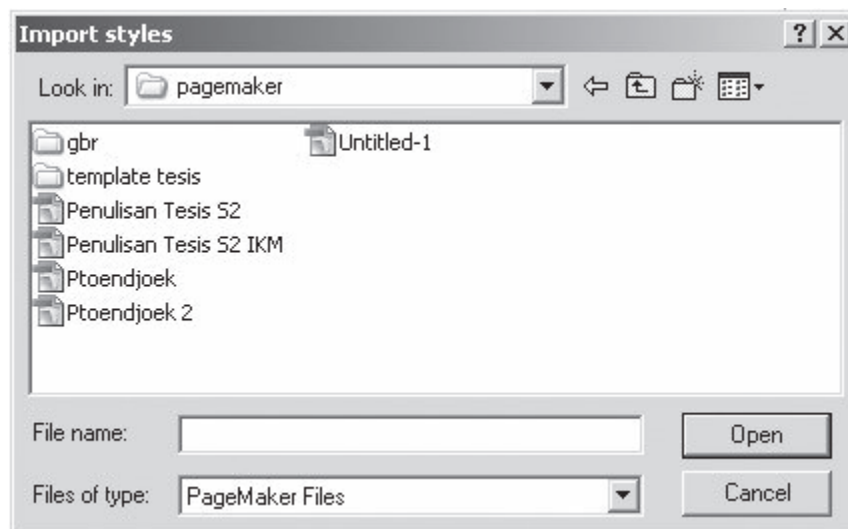 Import styles
Look in: pagemaker
gbr
template tesis
Penulisan Tesis S2
Penulisan Tesis S2 IKM
Ptoendjoek
Ptoendjoek 2
Untitled-1
File name:
Open
Files of type: PageMaker Files
Cancel